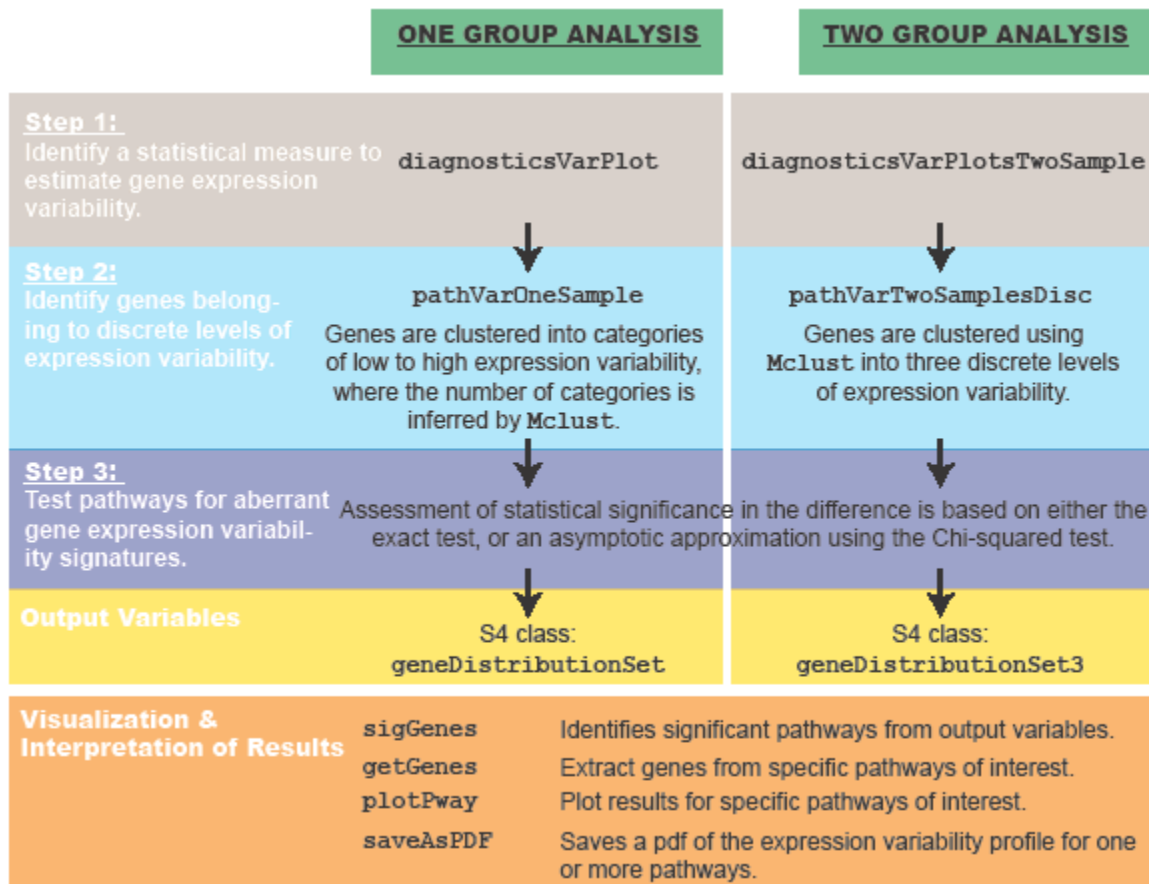 ONE GROUP ANALYSIS
TWO GROUP ANALYSIS
Step 1:
Identify a statistical measure to
estimate gene expression
variability.
diagnosticsVarPlot
diagnosticsVarPlotsTwoSample
Step 2:
Identify genes belong-
ing to discrete levels of
expression variability.
pathVarOneSample
Genes are clustered into categories
of low to high expression variability,
where the number of categories is
inferred by Mclust.
pathVarTwoSamplesDisc
Genes are clustered using
Mclust into three discrete levels
of expression variability.
Step 3:
Test pathways for aberrant
gene expression variabil-
ity signatures.
Assessment of statistical significance in the difference is based on either the
exact test, or an asymptotic approximation using the Chi-squared test.
Output Variables
S4 class:
geneDistributionSet
S4 class:
geneDistributionSet3
Visualization &
Interpretation of Results
sigGenes Identifies significant pathways from output variables.
getGenes Extract genes from specific pathways of interest.
plotPway Plot results for specific pathways of interest.
saveAsPDF Saves a pdf of the expression variability profile for one
or more pathways.